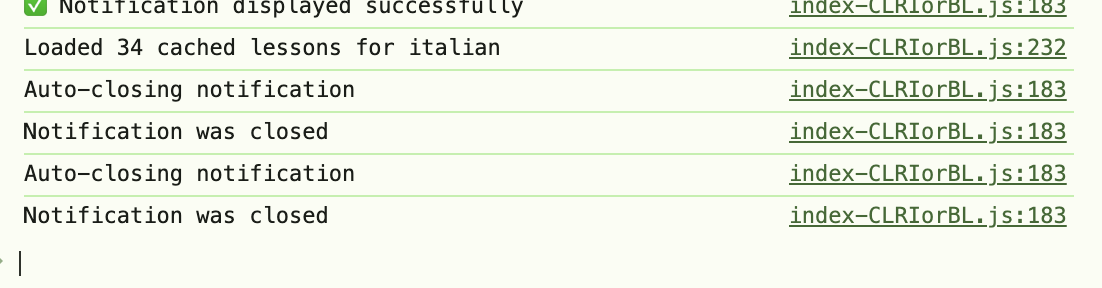 ✅ Notification displayed successfully index-CLRIorBL.js:183
Loaded 34 cached lessons for italian index-CLRIorBL.js:232
Auto-closing notification index-CLRIorBL.js:183
Notification was closed index-CLRIorBL.js:183
Auto-closing notification index-CLRIorBL.js:183
Notification was closed index-CLRIorBL.js:183